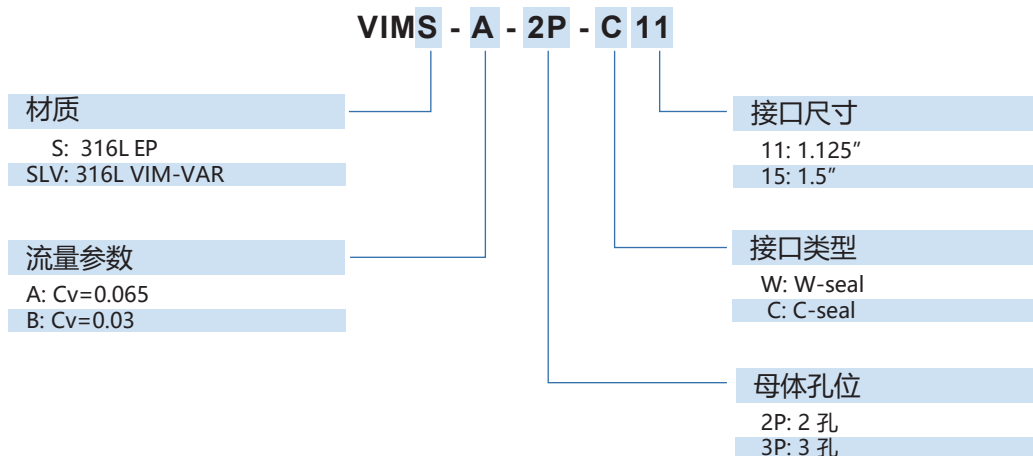 VIMS - A - 2P - C 11
材质
S: 316L EP
SLV: 316L VIM-VAR
流量参数
A: Cv=0.065
B: Cv=0.03
接口尺寸
11: 1.125″
15: 1.5″
接口类型
W: W-seal
C: C-seal
母体孔位
2P: 2 孔
3P: 3 孔